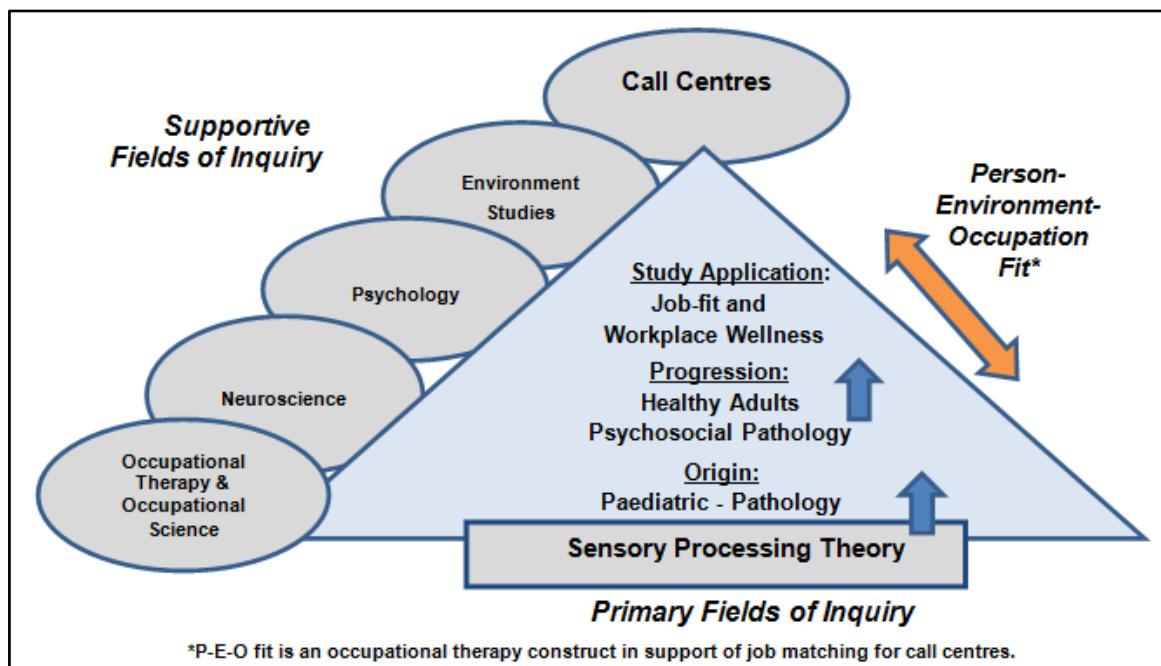 Call Centres
Supportive
Fields of Inquiry
Environment
Studies
Psychology
Neuroscience
Occupational
Therapy &
Occupational
Science
Person-
Environment-
Occupation
Fit*
Study Application:
Job-fit and
Workplace Wellness
Progression:
Healthy Adults
Psychosocial Pathology
Origin:
Paediatric - Pathology
Sensory Processing Theory
Primary Fields of Inquiry
*P-E-O fit is an occupational therapy construct in support of job matching for call centres.